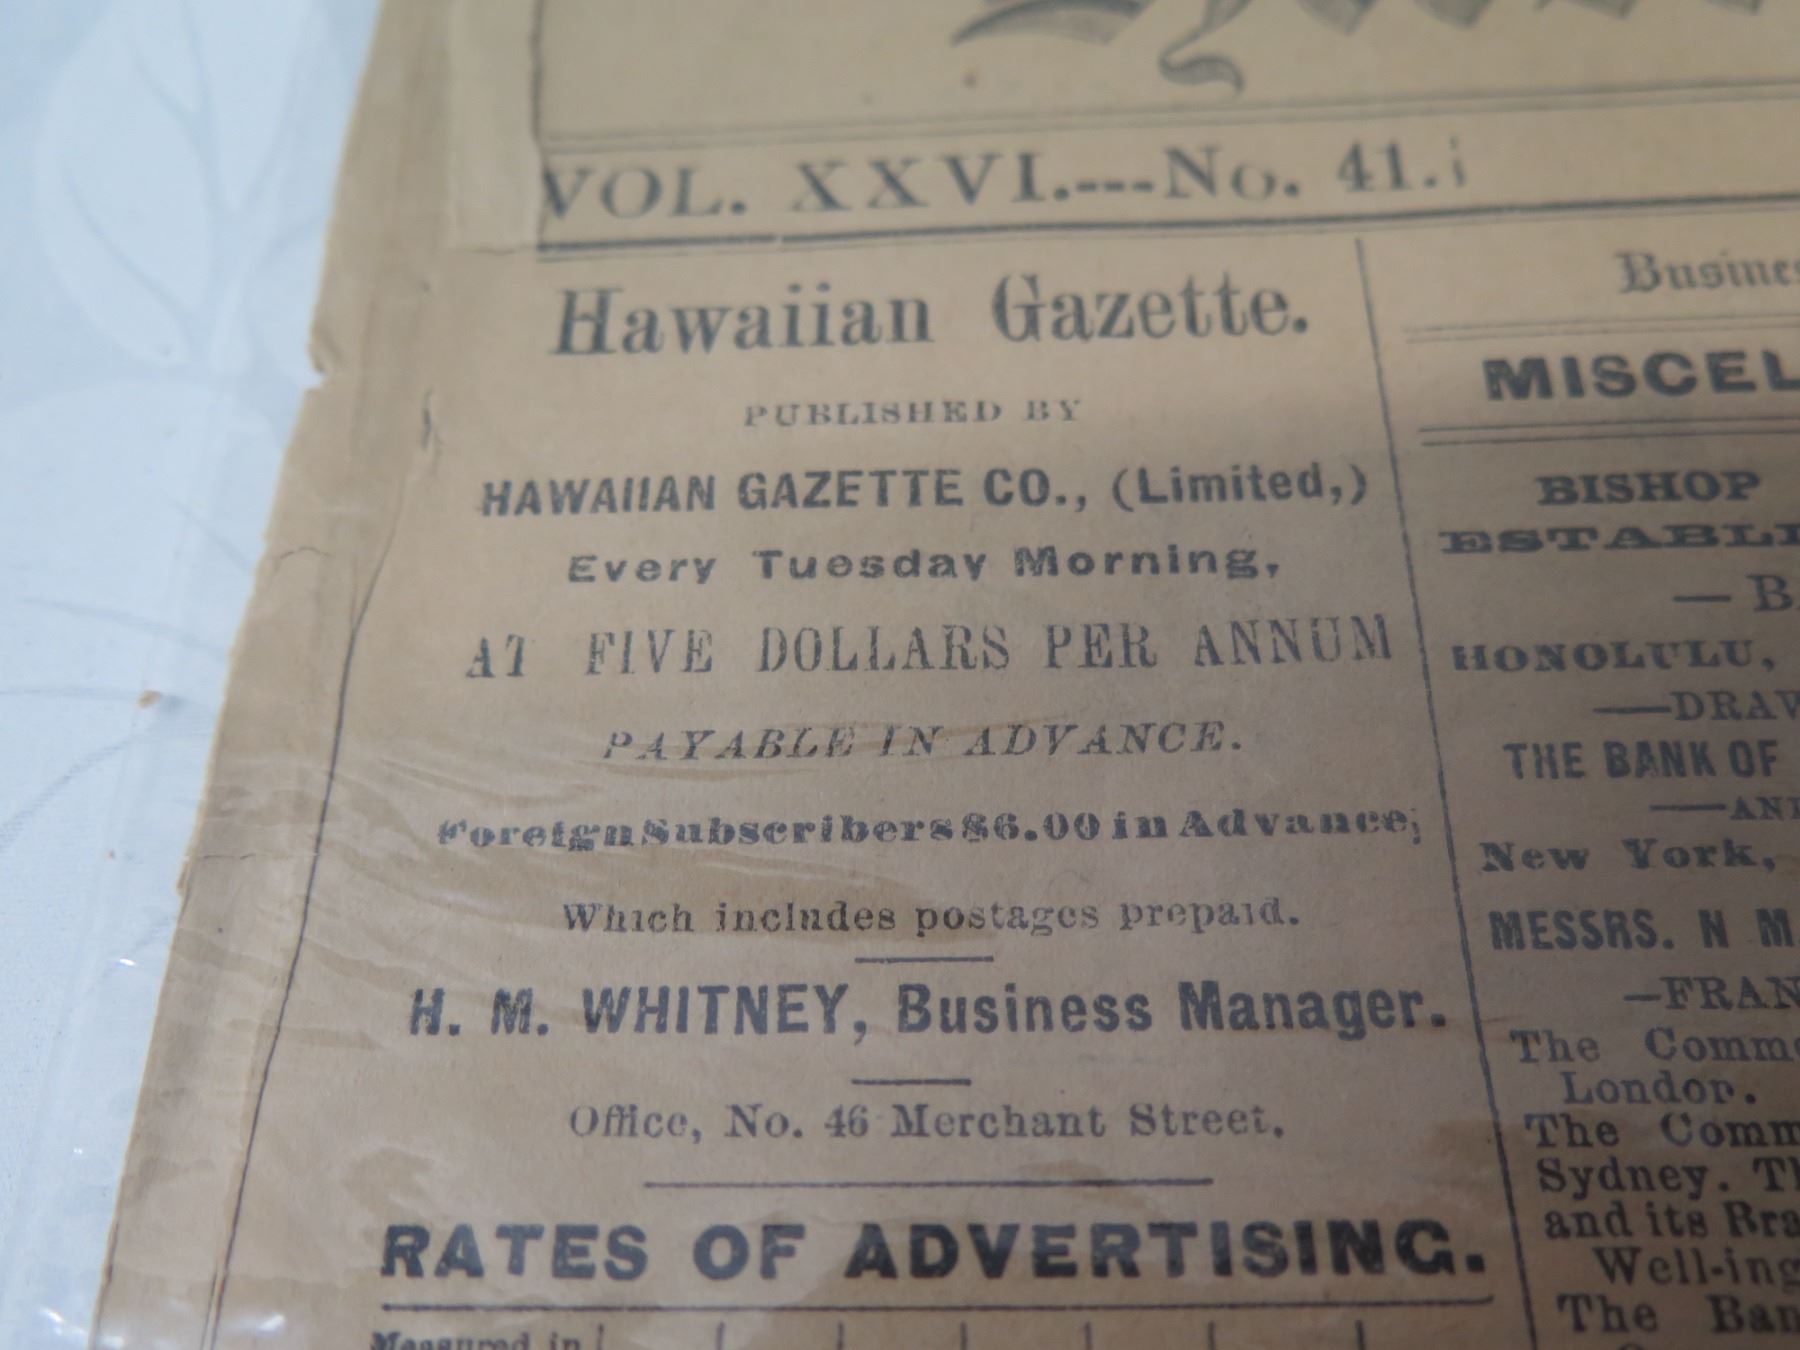 VOL. XXVI.---No. 41.
Hawaiian Gazette.
PUBLISHED BY
HAWAIIAN GAZETTE CO., (Limited,)
Every Tuesday Morning,
AT FIVE DOLLARS PER ANNUM
PAYABLE IN ADVANCE.
Foreign Subscribers $6.00 in Advance;
Which includes postages prepaid.
H. M. WHITNEY, Business Manager.
Office, No. 46 Merchant Street.
RATES OF ADVERTISING.
Measured in
BISHOP
HONOLULU,
THE BANK OF
New York,
MESSRS. N M
The
London.
The
Sydney.
and its
The